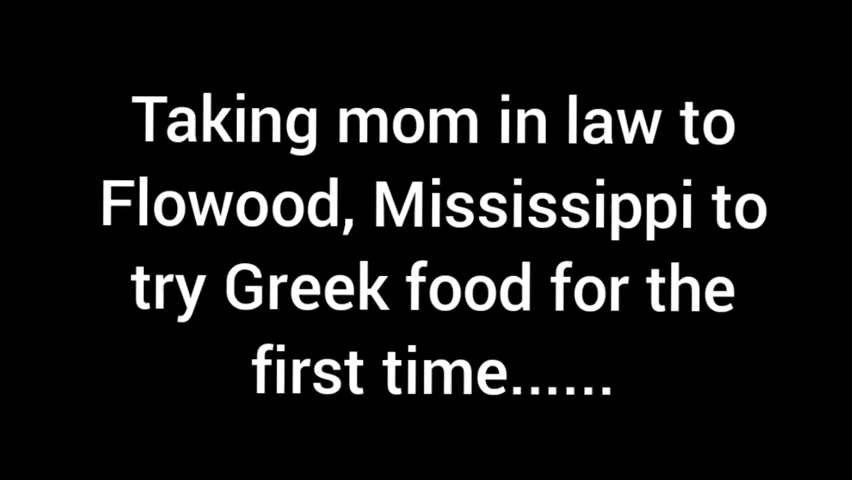 Taking mom in law to
Flowood, Mississippi to
try Greek food for the
first time......